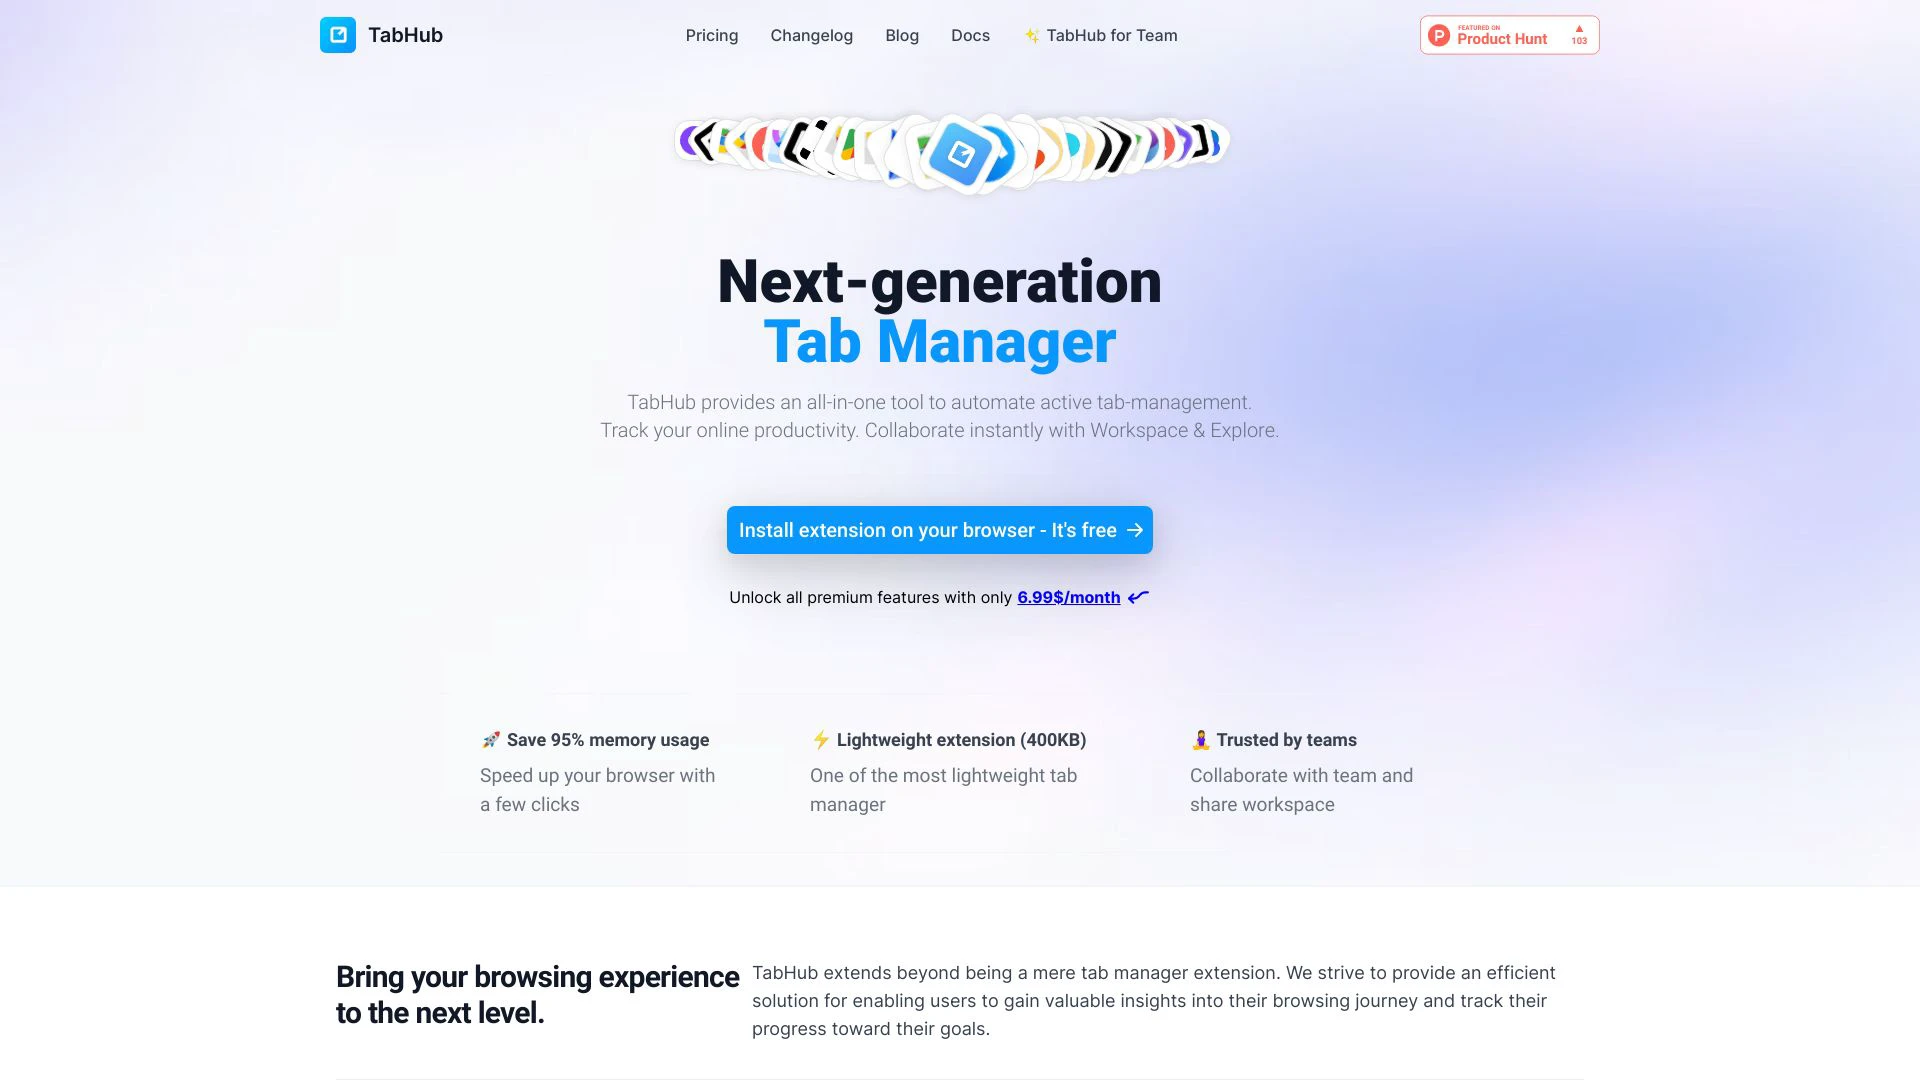 TabHub
Pricing
Changelog
Blog
Docs
✨ TabHub for Team
FEATURED ON
Product Hunt
▲
103
Next-generation
Tab Manager
TabHub provides an all-in-one tool to automate active tab-management.
Track your online productivity. Collaborate instantly with Workspace & Explore.
Install extension on your browser - It's free →
Unlock all premium features with only 6.99$/month
🚀 Save 95% memory usage
Speed up your browser with
a few clicks
⚡ Lightweight extension (400KB)
One of the most lightweight tab
manager
🧘‍♀️ Trusted by teams
Collaborate with team and
share workspace
Bring your browsing experience
to the next level.
TabHub extends beyond being a mere tab manager extension. We strive to provide an efficient
solution for enabling users to gain valuable insights into their browsing journey and track their
progress toward their goals.